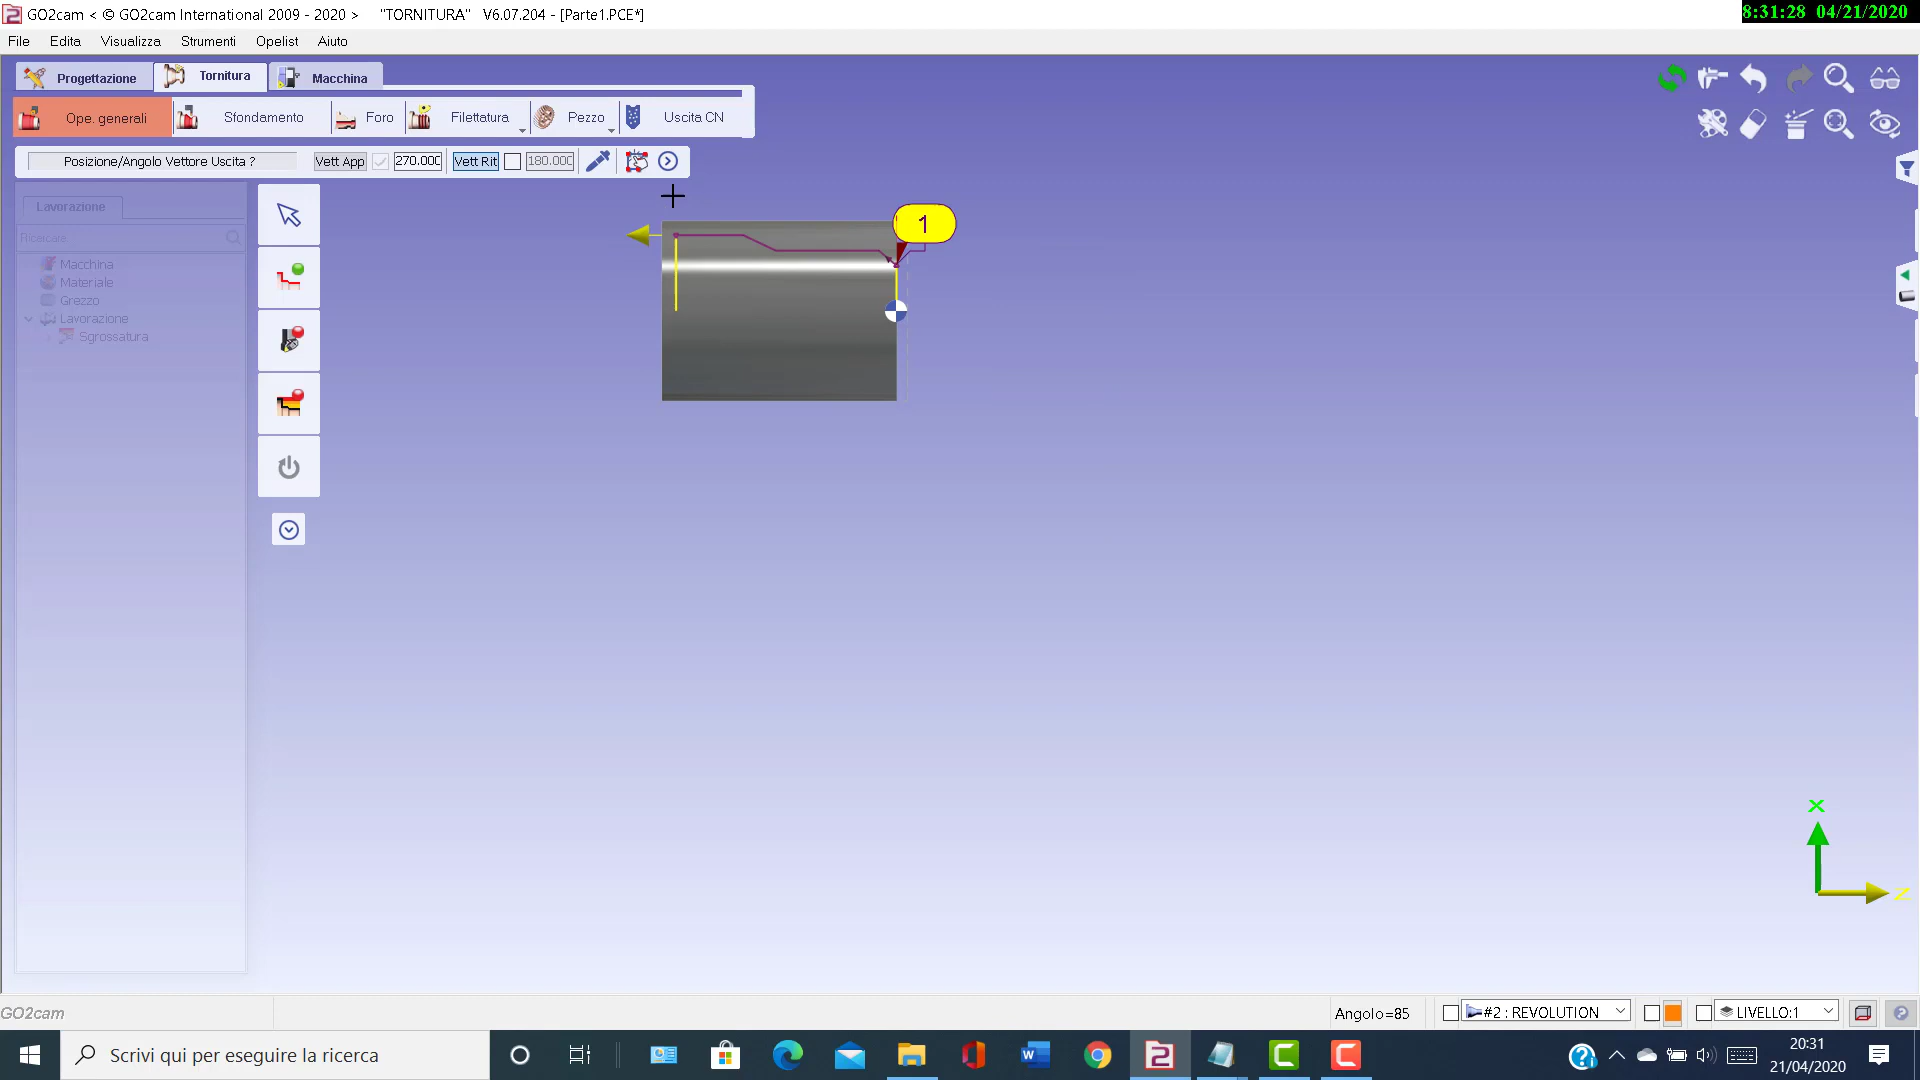 GO2cam < © GO2cam International 2009 - 2020 > "TORNITURA" V6.07.204 - [Parte1.PCE*]
8:31:28 04/21/2020
File Edita Visualizza Strumenti Opelist Aiuto
Progettazione Tornitura Macchina
Ope. generali Sfondamento Foro Filettatura Pezzo Uscita CN
Posizione/Angolo Vettore Uscita ? Vett App 270.000 Vett Rit 180.000
Lavorazione
Ricercare
Macchina
Materiale
Grezzo
Lavorazione
Sgrossatura
1
X
Z
GO2cam
Angolo=85
#2 : REVOLUTION
LIVELLO:1
Scrivi qui per eseguire la ricerca
20:31
21/04/2020